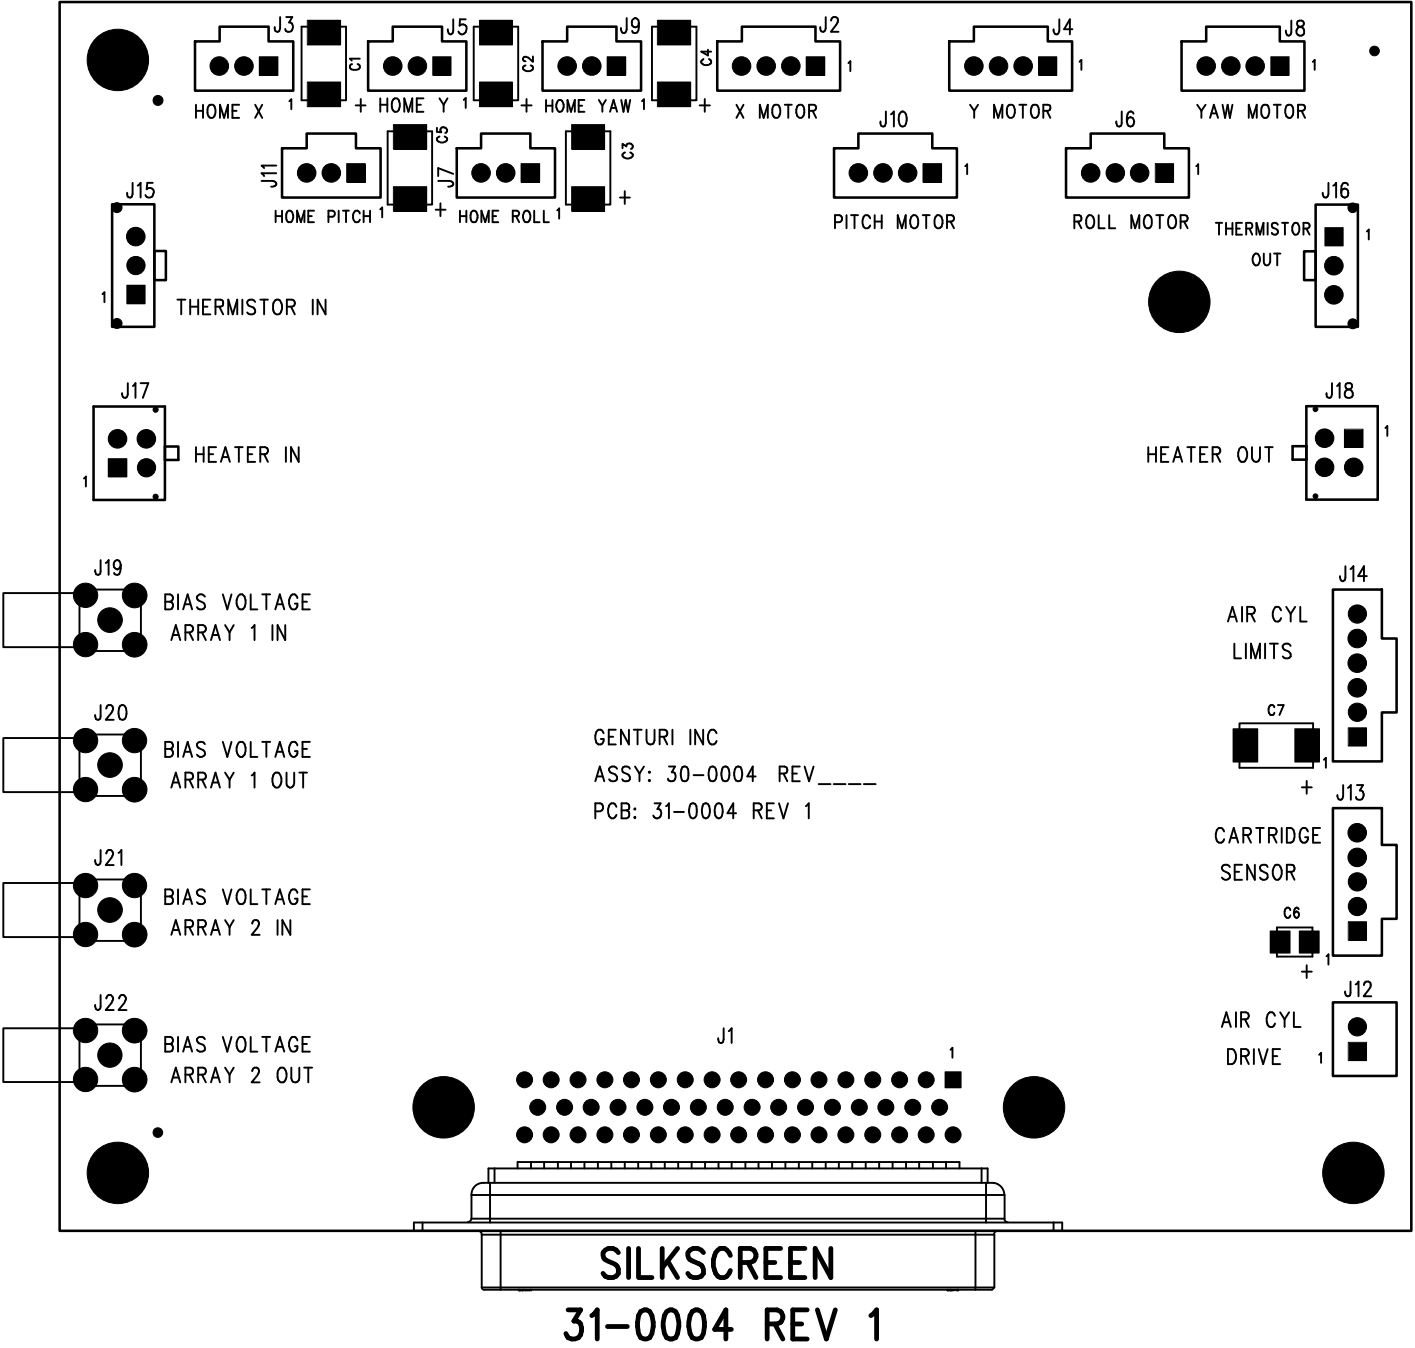 J3
J5
J9
J2
J4
J8
C1
C2
C4
1
1
1
HOME X
1
+
HOME Y
1
+
HOME YAW
1
+
X MOTOR
Y MOTOR
YAW MOTOR
J11
C5
J7
C3
J10
J6
1
1
HOME PITCH
1
+
HOME ROLL
1
+
PITCH MOTOR
ROLL MOTOR
J15
1
THERMISTOR IN
J16
THERMISTOR
OUT
1
J17
1
HEATER IN
J18
1
HEATER OUT
J19
BIAS VOLTAGE
ARRAY 1 IN
J14
AIR CYL
LIMITS
C7
1
+
J20
BIAS VOLTAGE
ARRAY 1 OUT
GENTURI INC
ASSY: 30-0004 REV____
PCB: 31-0004 REV 1
J13
CARTRIDGE
SENSOR
C6
1
+
J21
BIAS VOLTAGE
ARRAY 2 IN
J22
BIAS VOLTAGE
ARRAY 2 OUT
J12
AIR CYL
DRIVE
1
J1
1
SILKSCREEN
31-0004 REV 1